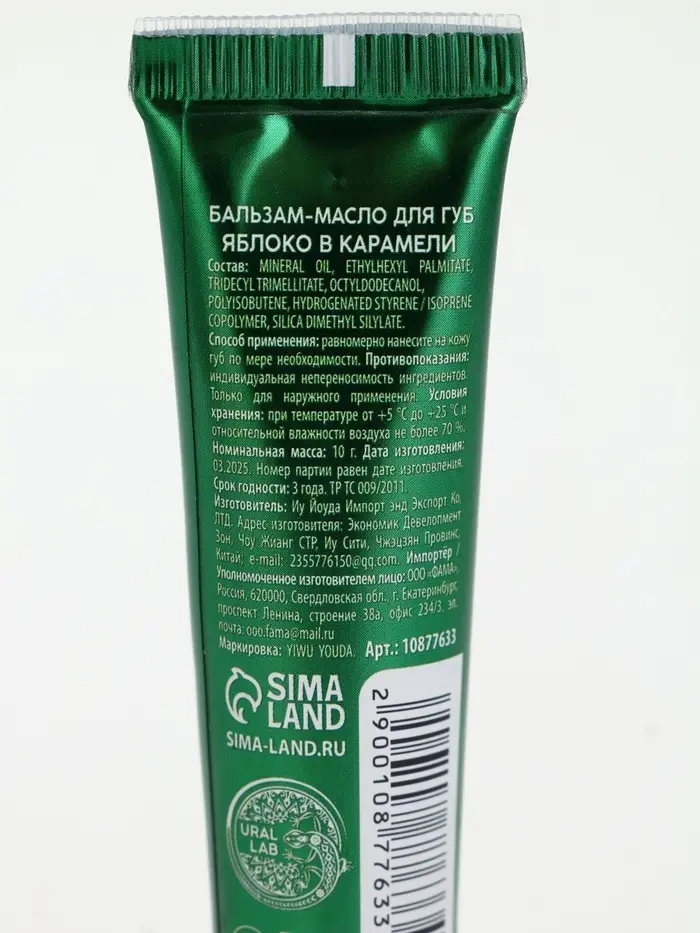 БАЛЬЗАМ-МАСЛО ДЛЯ ГУБ
ЯБЛОКО В КАРАМЕЛИ
Состав: MINERAL OIL, ETHYLHEXYL PALMITATE,
TRIDECYL TRIMELLITATE, OCTYLDODECANOL,
POLYISOBUTENE, HYDROGENATED STYRENE / ISOPRENE
COPOLYMER, SILICA DIMETHYL SILYLATE.
Способ применения: равномерно нанесите на кожу
губ по мере необходимости. Противопоказания:
индивидуальная непереносимость ингредиентов.
Только для наружного применения. Условия
хранения: при температуре от +5 °С до +25 °С и
относительной влажности воздуха не более 70 %.
Номинальная масса: 10 г. Дата изготовления:
03.2025. Номер партии равен дате изготовления.
Срок годности: 3 года. ТР ТС 009/2011.
Изготовитель: Иу Йоуда Импорт энд Экспорт Ко,
ЛТД. Адрес изготовителя: Экономик Девелопмент
Зон, Чоу Жианг СТР, Иу Сити, Чжэцзян Провинс,
Китай; e-mail: 2355776150@qq.com. Импортёр /
Уполномоченное изготовителем лицо: ООО «ФАМА»,
Россия, 620000, Свердловская обл., г. Екатеринбург,
проспект Ленина, строение 38а, офис 234/3. эл.
почта: ooo.fama@mail.ru
Маркировка: YIWU YOUDA. Арт.: 10877633
SIMA
LAND
SIMA-LAND.RU
URAL
LAB
290010877633